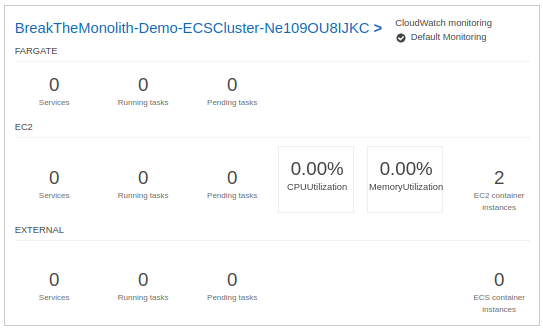 BreakTheMonolith-Demo-ECSCluster-Ne109OU8IJKC >
CloudWatch monitoring
Default Monitoring
FARGATE
0 0 0
Services Running tasks Pending tasks
EC2
0 0 0 0.00% 0.00% 2
Services Running tasks Pending tasks CPUUtilization MemoryUtilization EC2 container
instances
EXTERNAL
0 0 0 0
Services Running tasks Pending tasks ECS container
instances